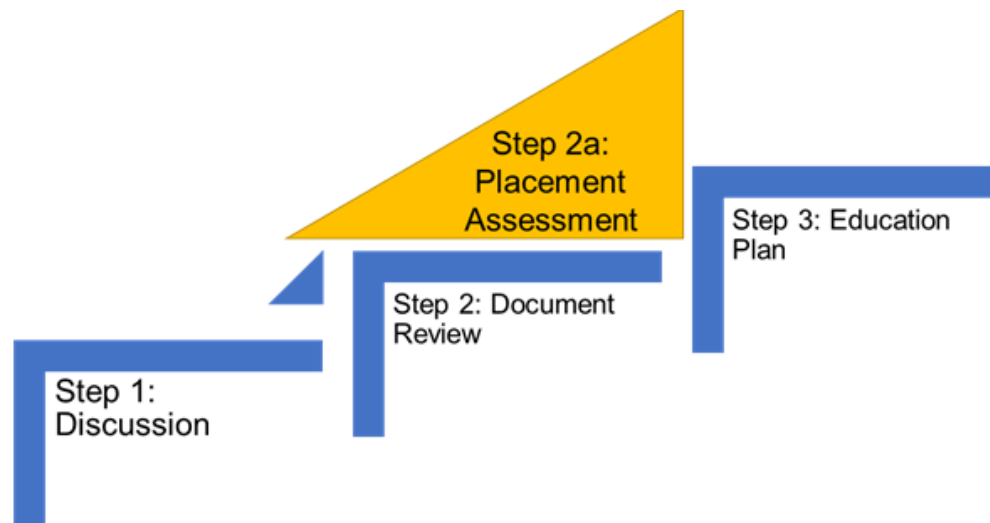 Step 1:
Discussion
Step 2: Document
Review
Step 2a:
Placement
Assessment
Step 3: Education
Plan